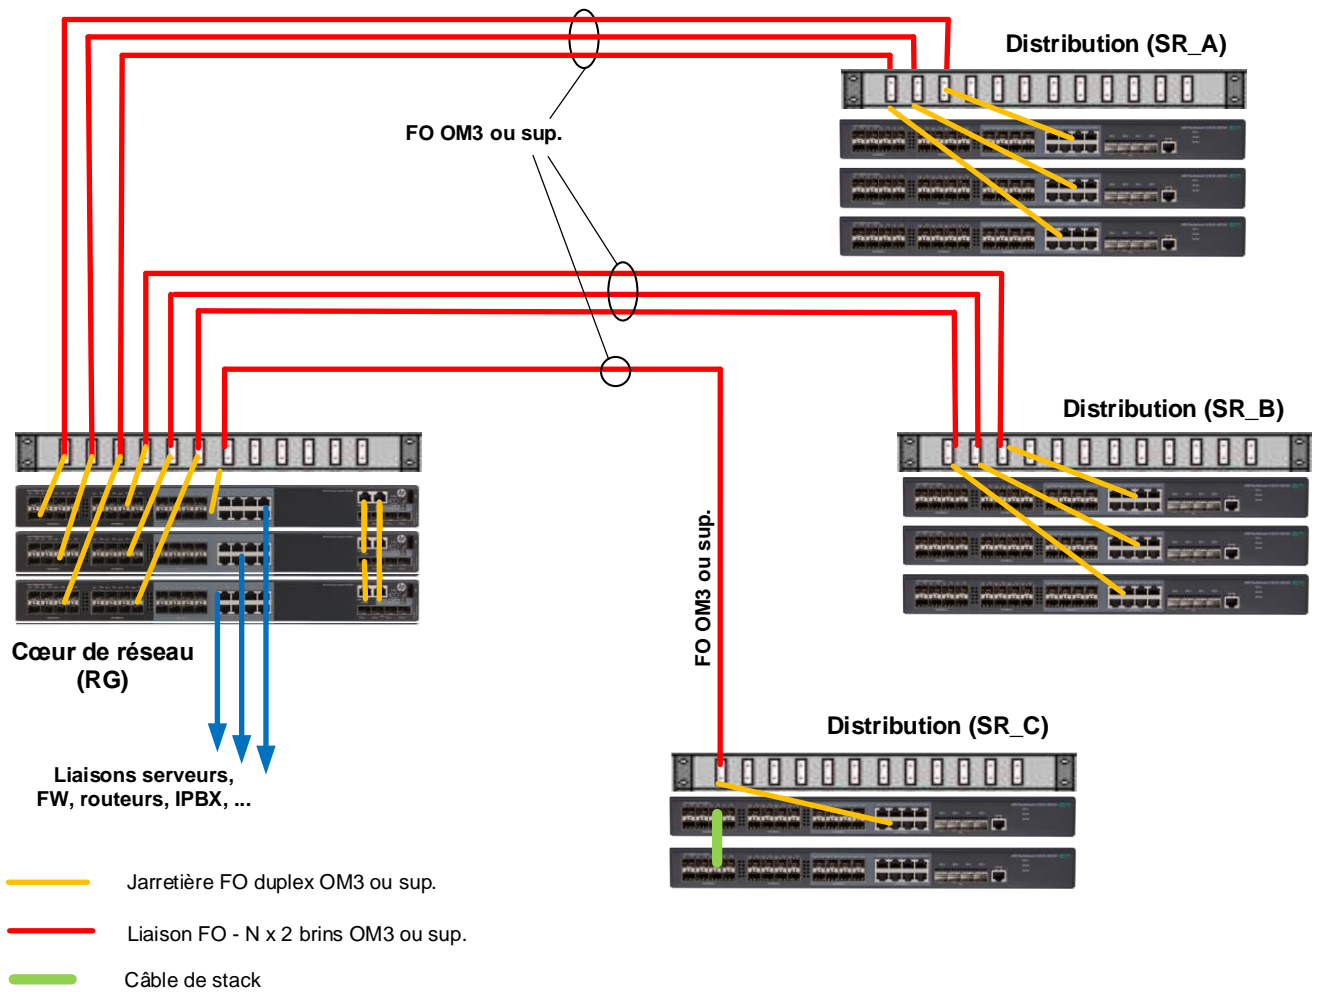 Distribution (SR_A)
FO OM3 ou sup.
Distribution (SR_B)
FO OM3 ou sup.
Cœur de réseau
(RG)
Distribution (SR_C)
Liaisons serveurs,
FW, routeurs, IPBX, ...
Jarretière FO duplex OM3 ou sup.
Liaison FO - N x 2 brins OM3 ou sup.
Câble de stack